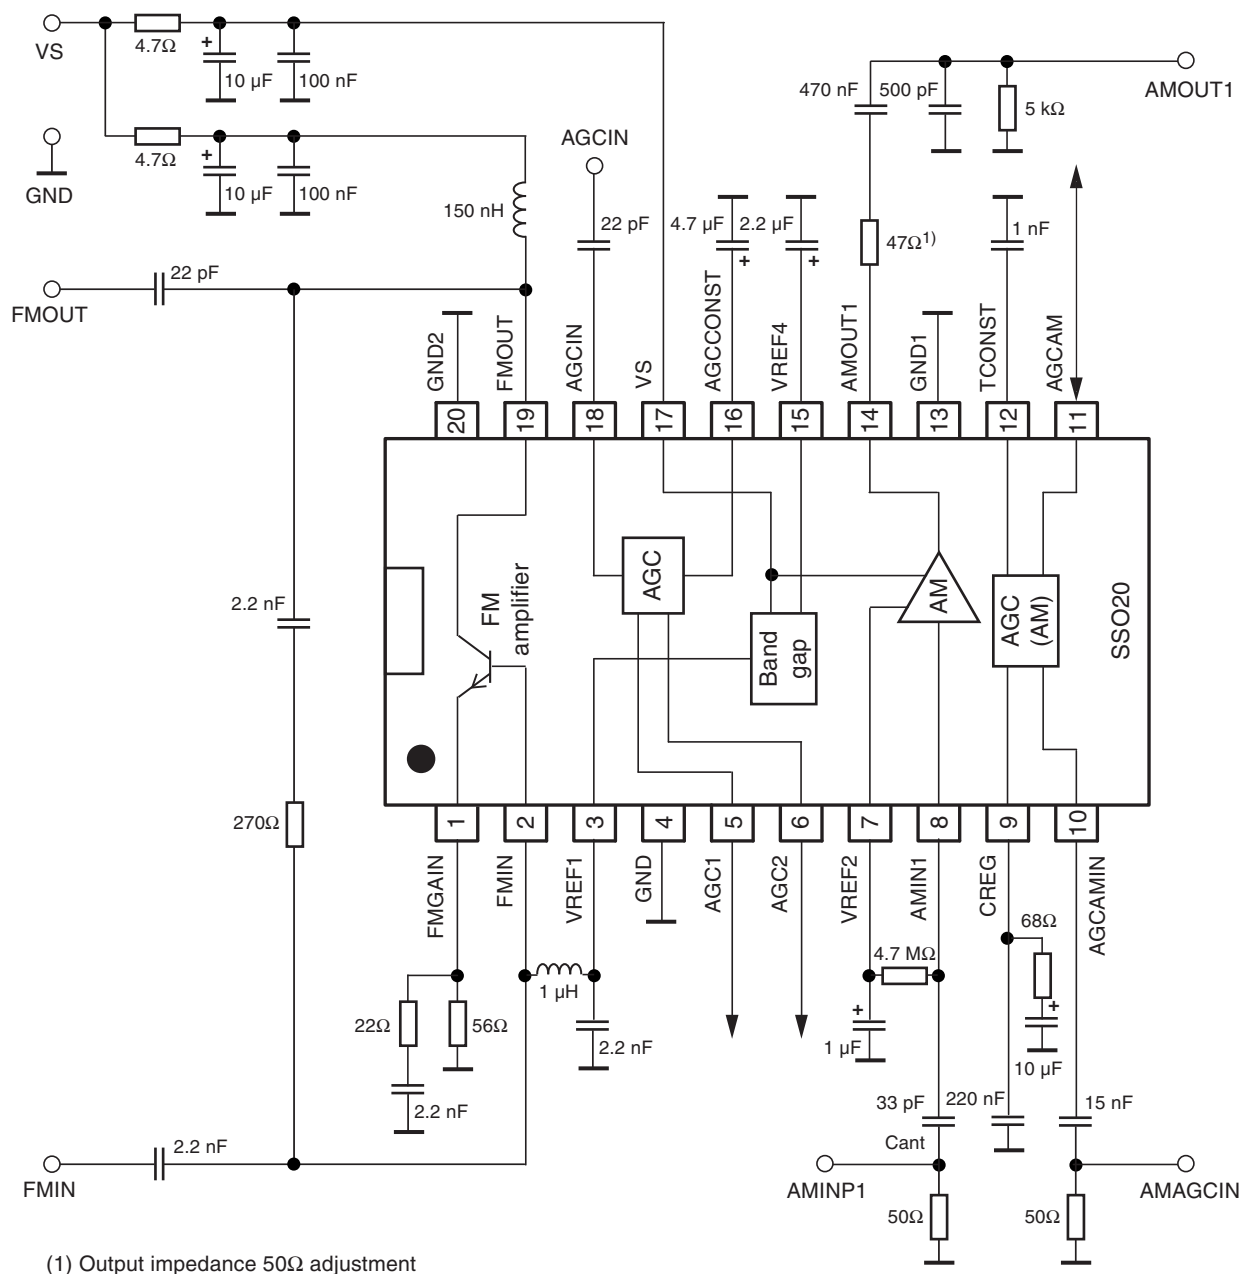 VS
4.7Ω
+
10 µF
100 nF
4.7Ω
+
10 µF
100 nF
GND
150 nH
AGCIN
22 pF
4.7 µF
+
2.2 µF
+
470 nF
500 pF
5 kΩ
AMOUT1
47Ω1)
1 nF
22 pF
FMOUT
GND2
FMOUT
AGCIN
VS
AGCCONST
VREF4
AMOUT1
GND1
TCONST
AGCAM
20
19
18
17
16
15
14
13
12
11
FM
amplifier
AGC
Band
gap
AM
AGC
(AM)
SSO20
2.2 nF
270Ω
1
2
3
4
5
6
7
8
9
10
FMGAIN
FMIN
VREF1
GND
AGC1
AGC2
VREF2
AMIN1
CREG
AGCAMIN
22Ω
56Ω
2.2 nF
1 µH
2.2 nF
4.7 MΩ
+
1 µF
68Ω
+
10 µF
33 pF
Cant
220 nF
15 nF
2.2 nF
FMIN
AMINP1
50Ω
50Ω
AMAGCIN
(1) Output impedance 50Ω adjustment